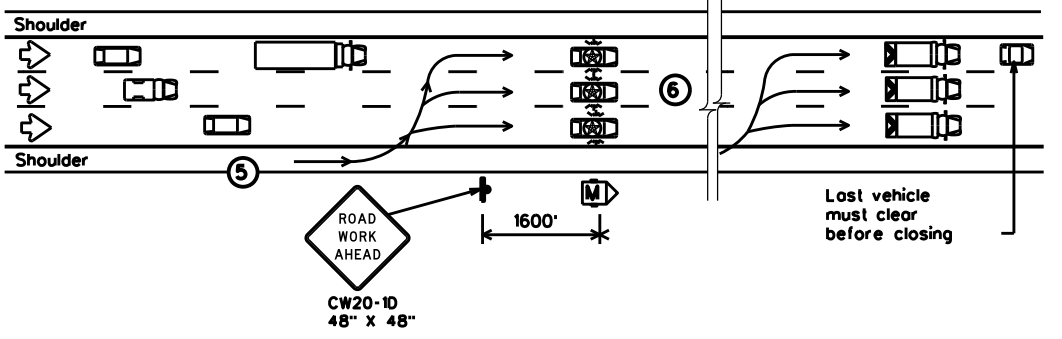 Shoulder
6
Shoulder
5
M
ROAD
WORK
AHEAD
1600'
Last vehicle
must clear
before closing
CW20-1D
48" X 48"